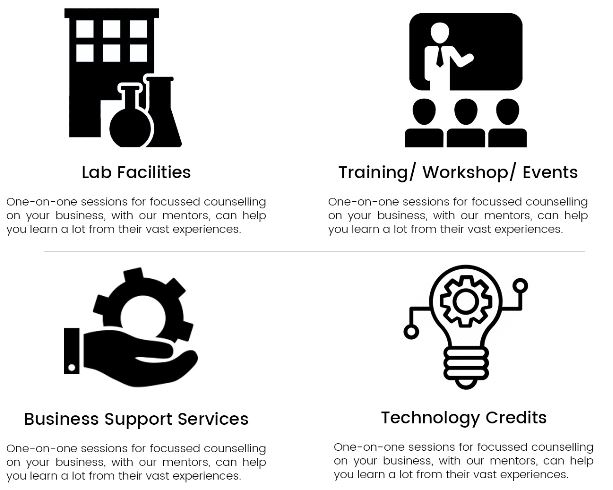 Lab Facilities
One-on-one sessions for focussed counselling
on your business, with our mentors, can help
you learn a lot from their vast experiences.
Training/ Workshop/ Events
One-on-one sessions for focussed counselling
on your business, with our mentors, can help
you learn a lot from their vast experiences.
Business Support Services
One-on-one sessions for focussed counselling
on your business, with our mentors, can help
you learn a lot from their vast experiences.
Technology Credits
One-on-one sessions for focussed counselling
on your business, with our mentors, can help
you learn a lot from their vast experiences.